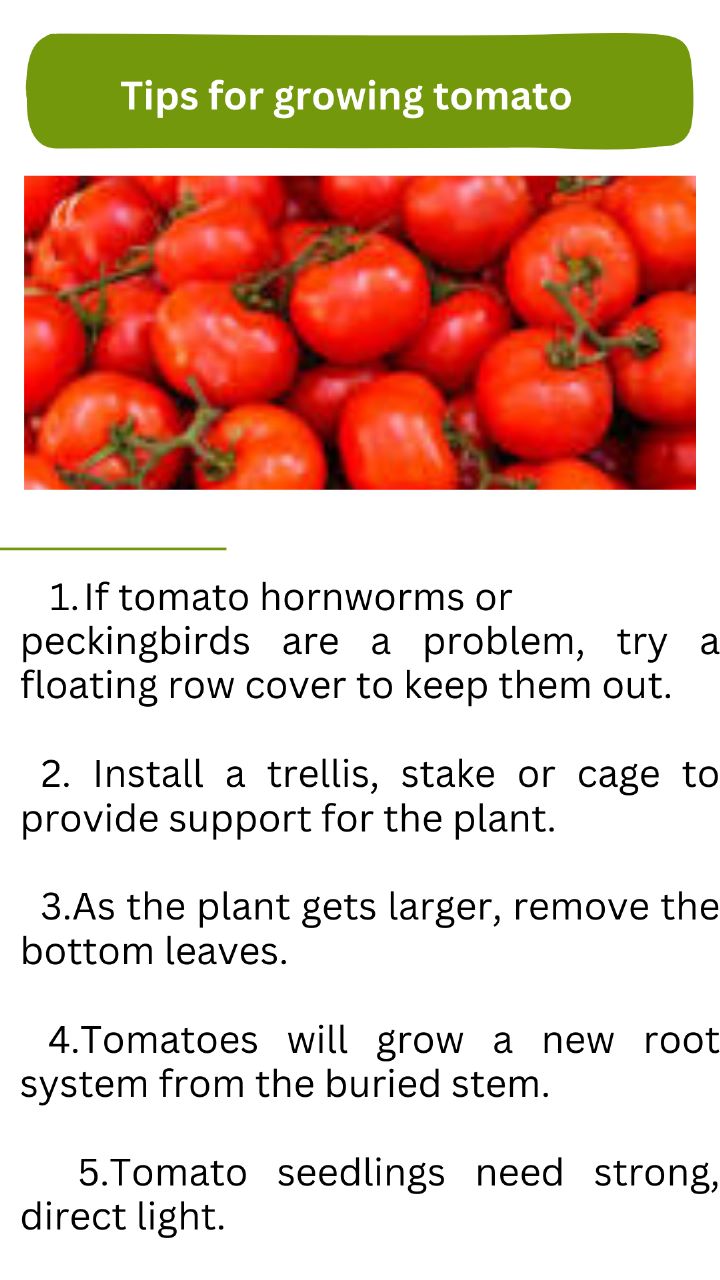 Tips for growing tomato
1.If tomato hornworms or
peckingbirds are a problem, try a
floating row cover to keep them out.
2. Install a trellis, stake or cage to
provide support for the plant.
3.As the plant gets larger, remove the
bottom leaves.
4.Tomatoes will grow a new root
system from the buried stem.
5.Tomato seedlings need strong,
direct light.